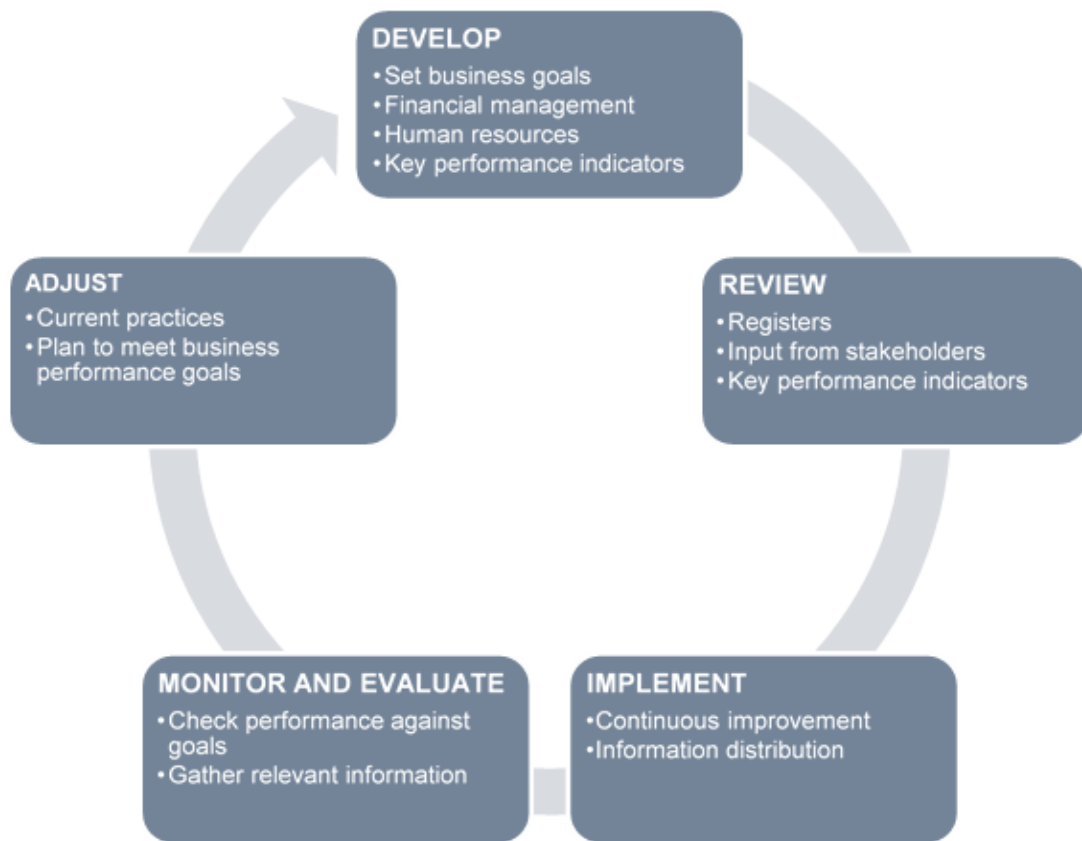 DEVELOP
•Set business goals
•Financial management
•Human resources
•Key performance indicators
REVIEW
•Registers
•Input from stakeholders
•Key performance indicators
IMPLEMENT
•Continuous improvement
•Information distribution
MONITOR AND EVALUATE
•Check performance against
goals
•Gather relevant information
ADJUST
•Current practices
•Plan to meet business
performance goals